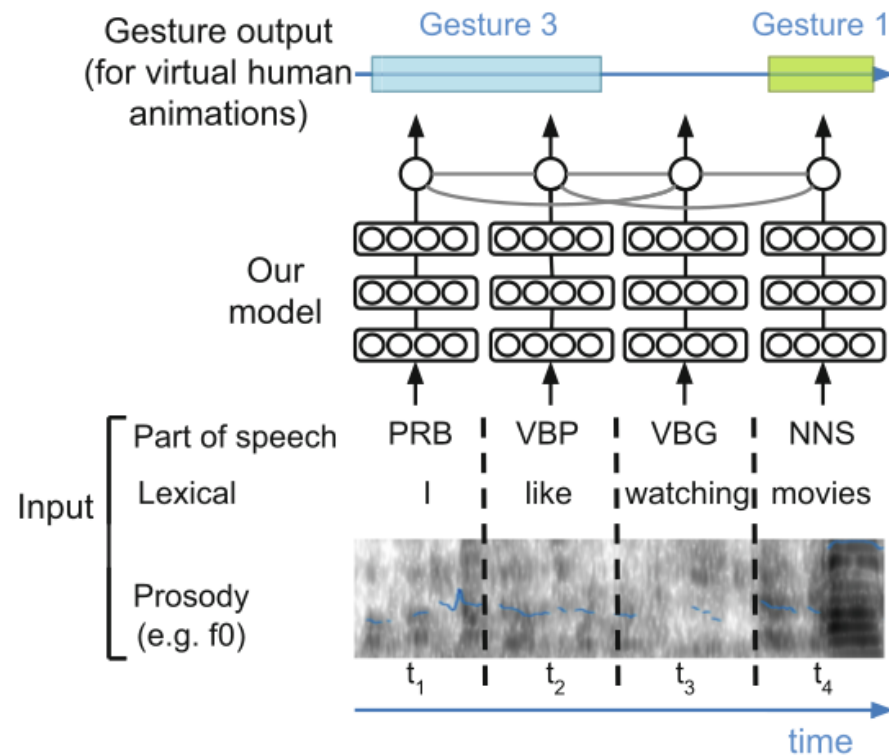 Gesture output
(for virtual human
animations)
Gesture 3
Gesture 1
Our
model
Input
Part of speech
PRB
VBP
VBG
NNS
Lexical
I
like
watching
movies
Prosody
(e.g. f0)
t1
t2
t3
t4
time